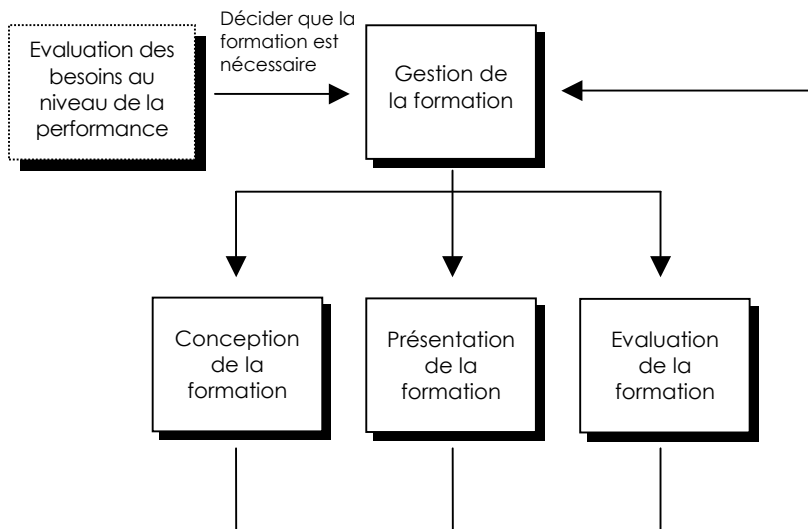 Evaluation des
besoins au
niveau de la
performance
Décider que la
formation est
nécessaire
Gestion de
la formation
Conception
de la
formation
Présentation
de la
formation
Evaluation
de la
formation